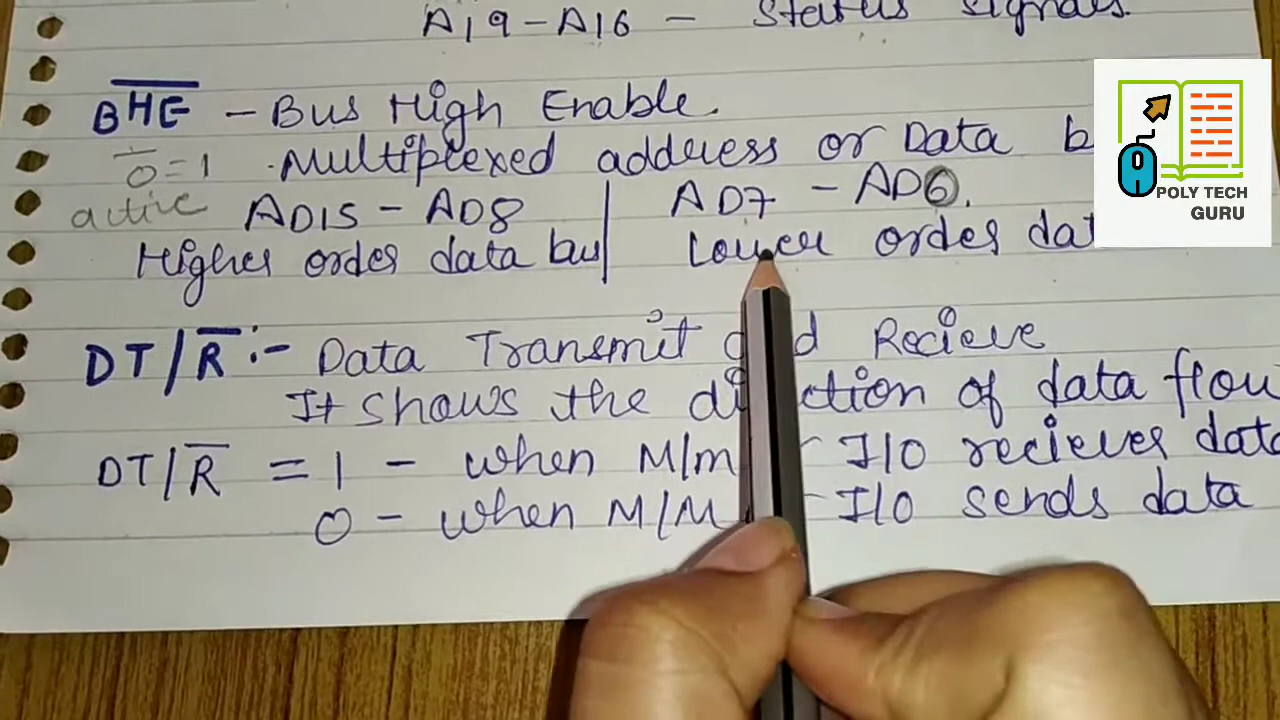 A19 - A16 - Status signals.
BHE - Bus High Enable.
0 = 1 . Multiplexed address or Data b
active AD15 - AD8 | AD7 - AD0.
Higher order data bus | Lower order dat
DT/R :- Data Transmit and Recieve
It shows the direction of data flow
DT/R = 1 - when M/m - I/O recieves data
0 - when M/M - I/O sends data
POLY TECH
GURU